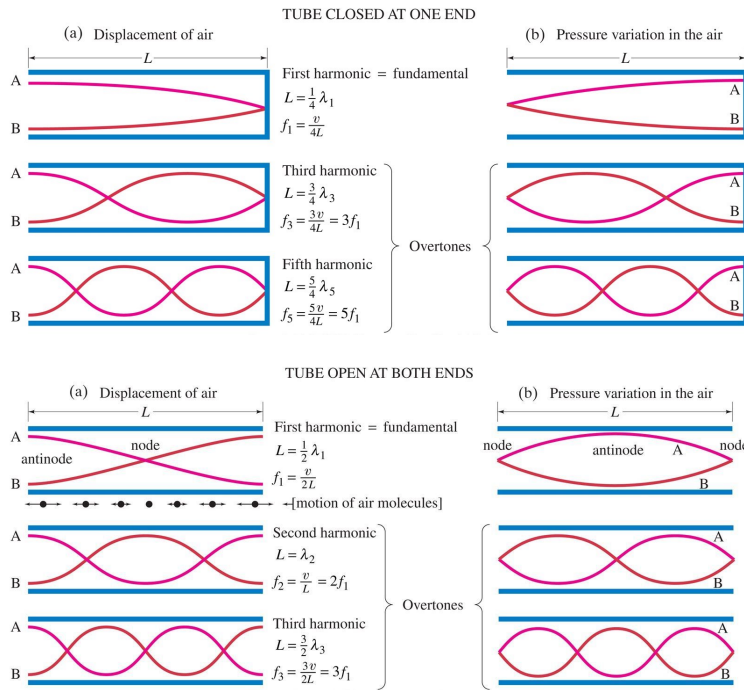 TUBE CLOSED AT ONE END
(a) Displacement of air
L
A
B
First harmonic = fundamental
L = 1/4 λ₁
f₁ = v/4L
(b) Pressure variation in the air
L
A
B
A
B
Third harmonic
L = 3/4 λ₃
f₃ = 3v/4L = 3f₁
Overtones
A
B
A
B
Fifth harmonic
L = 5/4 λ₅
f₅ = 5v/4L = 5f₁
A
B
TUBE OPEN AT BOTH ENDS
(a) Displacement of air
L
A
B
antinode
node
First harmonic = fundamental
L = 1/2 λ₁
f₁ = v/2L
[motion of air molecules]
(b) Pressure variation in the air
L
node
antinode
node
A
B
A
B
Second harmonic
L = λ₂
f₂ = v/L = 2f₁
Overtones
A
B
A
B
Third harmonic
L = 3/2 λ₃
f₃ = 3v/2L = 3f₁
A
B